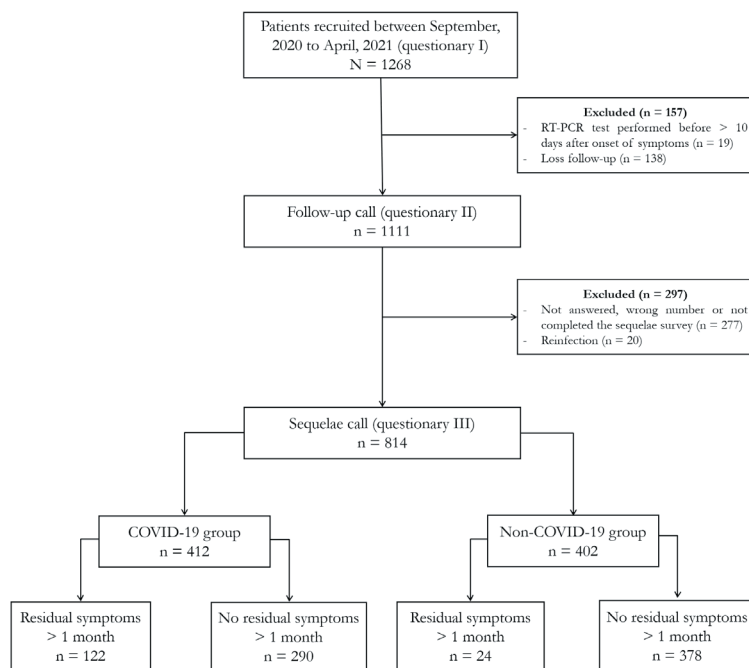 Patients recruited between September,
2020 to April, 2021 (questionary I)
N = 1268
Excluded (n = 157)
- RT-PCR test performed before > 10
days after onset of symptoms (n = 19)
- Loss follow-up (n = 138)
Follow-up call (questionary II)
n = 1111
Excluded (n = 297)
- Not answered, wrong number or not
completed the sequelae survey (n = 277)
- Reinfection (n = 20)
Sequelae call (questionary III)
n = 814
COVID-19 group
n = 412
Non-COVID-19 group
n = 402
Residual symptoms
> 1 month
n = 122
No residual symptoms
> 1 month
n = 290
Residual symptoms
> 1 month
n = 24
No residual symptoms
> 1 month
n = 378